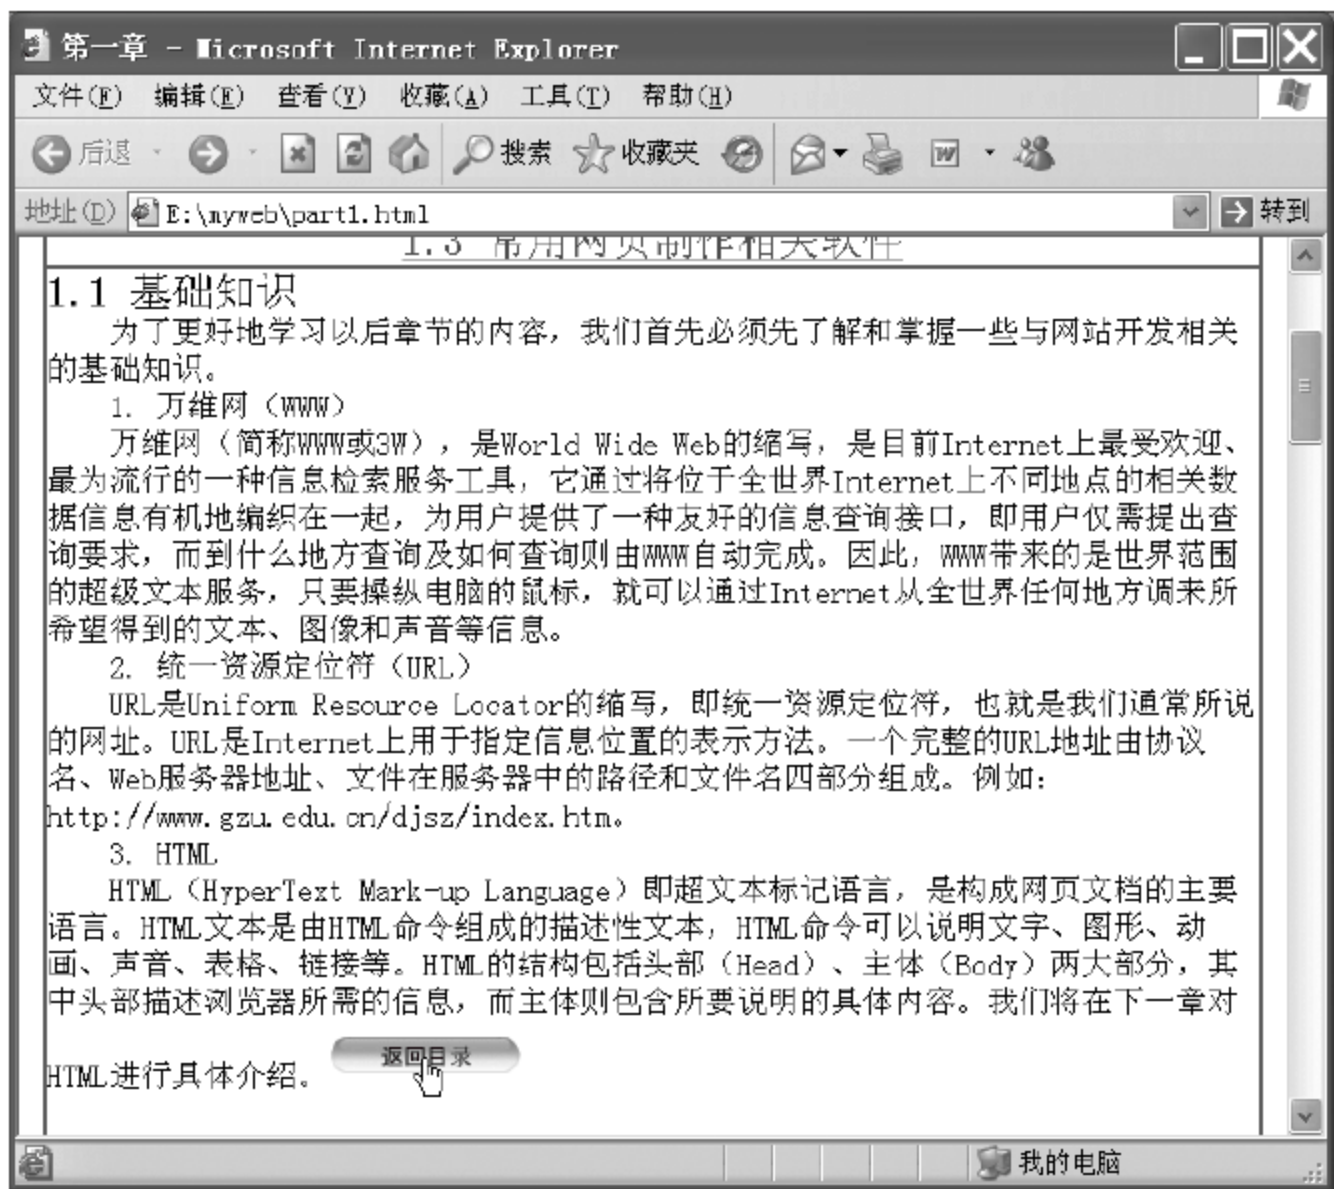 第一章 - Microsoft Internet Explorer
文件(F) 编辑(E) 查看(V) 收藏(A) 工具(T) 帮助(H)
后退 搜索 收藏夹
地址(D) E:\myweb\part1.html 转到
1.3 常用网页制作相关软件
1.1 基础知识
为了更好地学习以后章节的内容，我们首先必须先了解和掌握一些与网站开发相关
的基础知识。
1. 万维网（WWW）
万维网（简称WWW或3W），是World Wide Web的缩写，是目前Internet上最受欢迎、
最为流行的一种信息检索服务工具，它通过将位于全世界Internet上不同地点的相关数
据信息有机地编织在一起，为用户提供了一种友好的信息查询接口，即用户仅需提出查
询要求，而到什么地方查询及如何查询则由WWW自动完成。因此，WWW带来的是世界范围
的超级文本服务，只要操纵电脑的鼠标，就可以通过Internet从全世界任何地方调来所
希望得到的文本、图像和声音等信息。
2. 统一资源定位符（URL）
URL是Uniform Resource Locator的缩写，即统一资源定位符，也就是我们通常所说
的网址。URL是Internet上用于指定信息位置的表示方法。一个完整的URL地址由协议
名、Web服务器地址、文件在服务器中的路径和文件名四部分组成。例如：
http://www.gzu.edu.cn/djsz/index.htm。
3. HTML
HTML（HyperText Mark-up Language）即超文本标记语言，是构成网页文档的主要
语言。HTML文本是由HTML命令组成的描述性文本，HTML命令可以说明文字、图形、动
画、声音、表格、链接等。HTML的结构包括头部（Head）、主体（Body）两大部分，其
中头部描述浏览器所需的信息，而主体则包含所要说明的具体内容。我们将在下一章对
HTML进行具体介绍。 返回目录
我的电脑